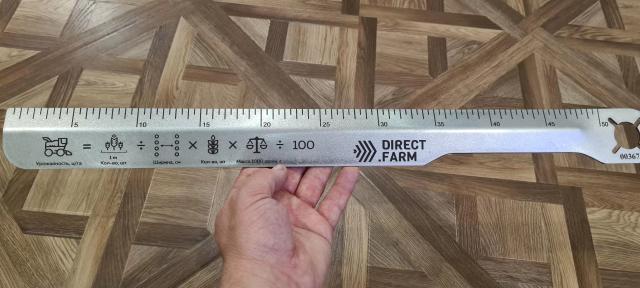 5 10 15 20 25 30 35 40 45 50
= ÷ × × ÷ 100
1 m
Урожайность, ц/га Кол-во, шт Ширина, см Кол-во, шт Масса 1000 зерен, г
DIRECT
.FARM
00367